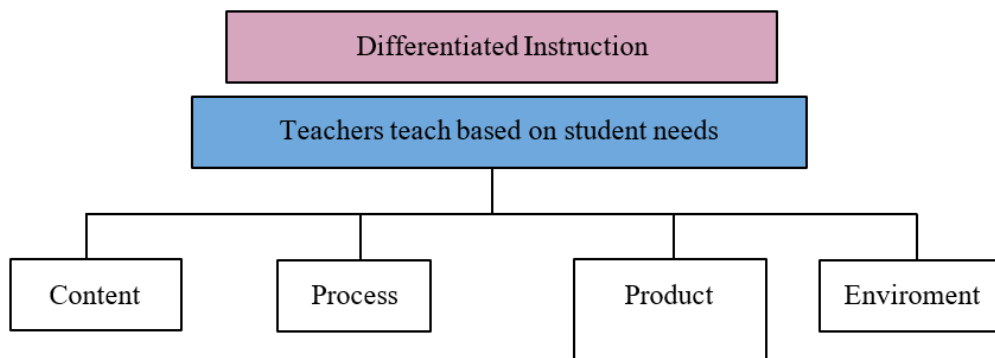 Differentiated Instruction
Teachers teach based on student needs
Content
Process
Product
Enviroment